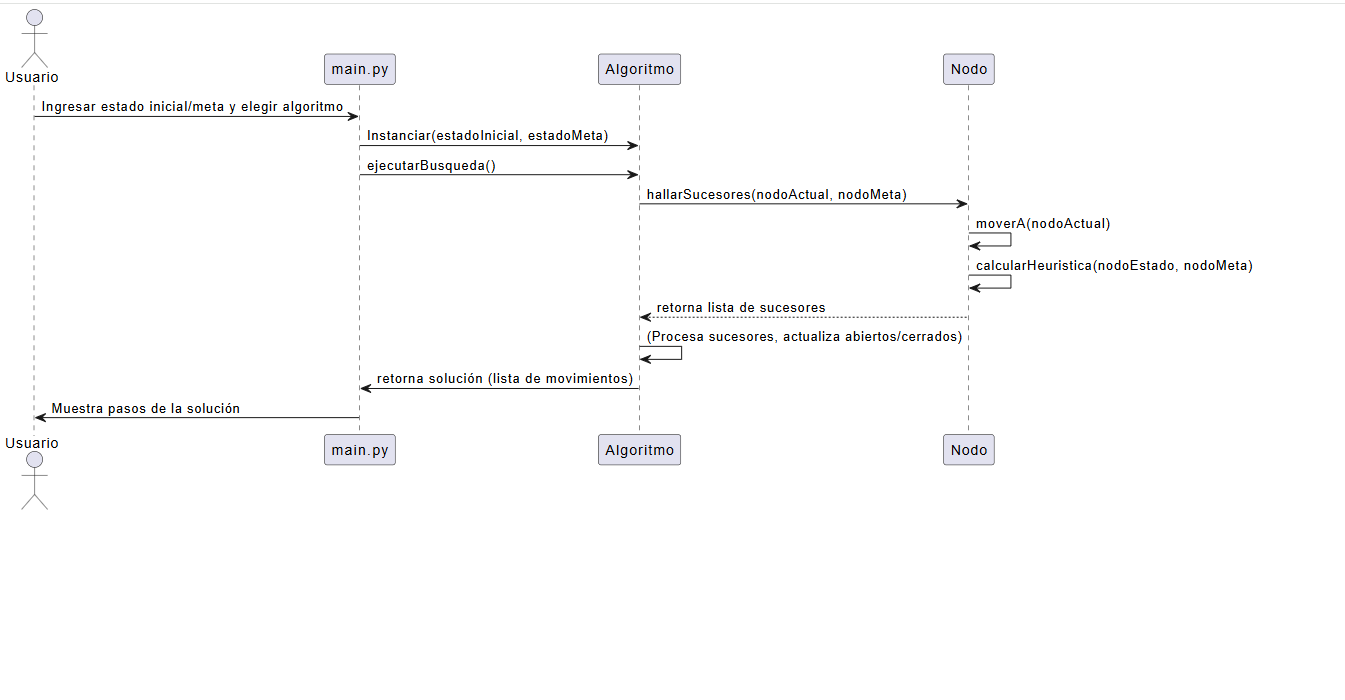 Usuario
main.py
Algoritmo
Nodo
Ingresar estado inicial/meta y elegir algoritmo
Instanciar(estadoInicial, estadoMeta)
ejecutarBusqueda()
hallarSucesores(nodoActual, nodoMeta)
moverA(nodoActual)
calcularHeuristica(nodoEstado, nodoMeta)
retorna lista de sucesores
(Procesa sucesores, actualiza abiertos/cerrados)
retorna solución (lista de movimientos)
Muestra pasos de la solución
Usuario
main.py
Algoritmo
Nodo